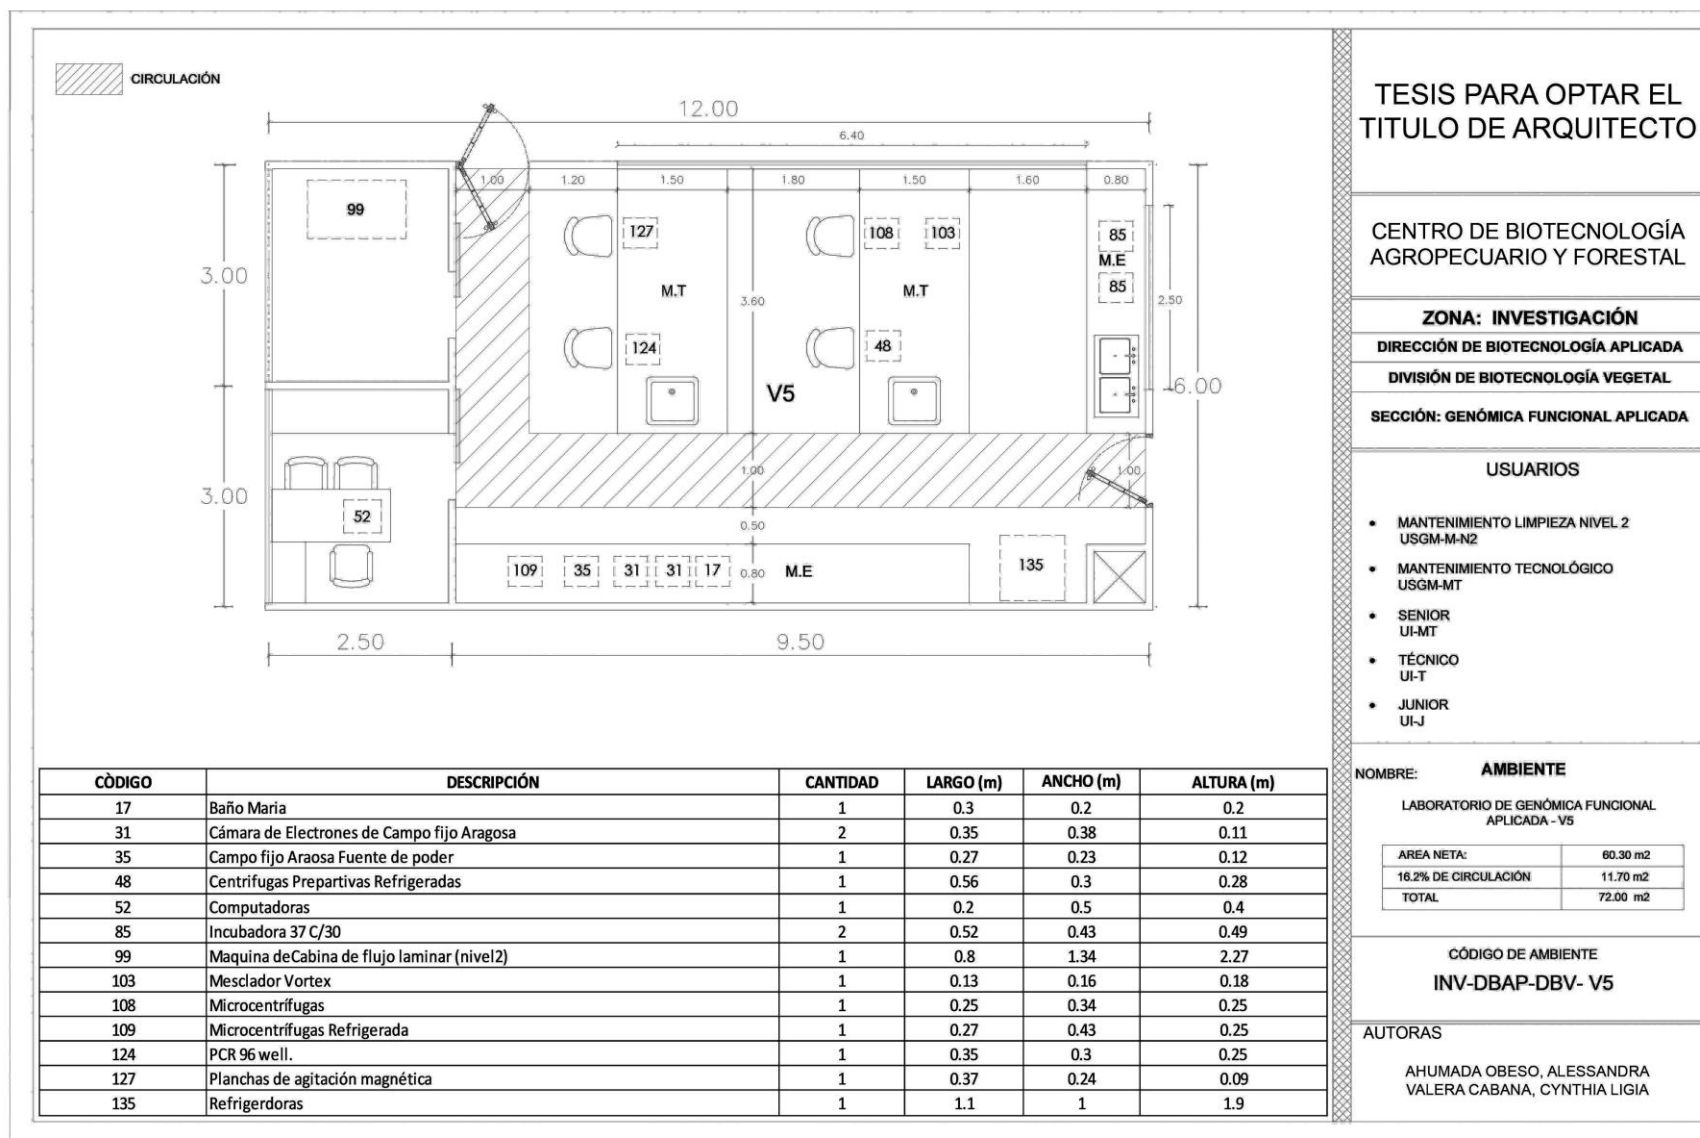 CIRCULACIÓN
12.00
6.40
1.00 1.20 1.50 1.80 1.50 1.60 0.80
99
127
108 103
85
M.E
85
3.00
M.T
M.T
3.60
2.50
124
48
V5
6.00
3.00
1.00
1.00
52
0.50
109 35 31 31 17
0.80
M.E
135
2.50
9.50
CÒDIGO DESCRIPCIÓN CANTIDAD LARGO (m) ANCHO (m) ALTURA (m)
17 Baño Maria 1 0.3 0.2 0.2
31 Cámara de Electrones de Campo fijo Aragosa 2 0.35 0.38 0.11
35 Campo fijo Araosa Fuente de poder 1 0.27 0.23 0.12
48 Centrifugas Prepartivas Refrigeradas 1 0.56 0.3 0.28
52 Computadoras 1 0.2 0.5 0.4
85 Incubadora 37 C/30 2 0.52 0.43 0.49
99 Maquina deCabina de flujo laminar (nivel2) 1 0.8 1.34 2.27
103 Mesclador Vortex 1 0.13 0.16 0.18
108 Microcentrífugas 1 0.25 0.34 0.25
109 Microcentrífugas Refrigerada 1 0.27 0.43 0.25
124 PCR 96 well. 1 0.35 0.3 0.25
127 Planchas de agitación magnética 1 0.37 0.24 0.09
135 Refrigerdoras 1 1.1 1 1.9
TESIS PARA OPTAR EL
TITULO DE ARQUITECTO
CENTRO DE BIOTECNOLOGÍA
AGROPECUARIO Y FORESTAL
ZONA: INVESTIGACIÓN
DIRECCIÓN DE BIOTECNOLOGÍA APLICADA
DIVISIÓN DE BIOTECNOLOGÍA VEGETAL
SECCIÓN: GENÓMICA FUNCIONAL APLICADA
USUARIOS
• MANTENIMIENTO LIMPIEZA NIVEL 2
USGM-M-N2
• MANTENIMIENTO TECNOLÓGICO
USGM-MT
• SENIOR
UI-MT
• TÉCNICO
UI-T
• JUNIOR
UI-J
NOMBRE: AMBIENTE
LABORATORIO DE GENÓMICA FUNCIONAL
APLICADA - V5
AREA NETA: 60.30 m2
16.2% DE CIRCULACIÓN 11.70 m2
TOTAL 72.00 m2
CÓDIGO DE AMBIENTE
INV-DBAP-DBV- V5
AUTORAS
AHUMADA OBESO, ALESSANDRA
VALERA CABANA, CYNTHIA LIGIA